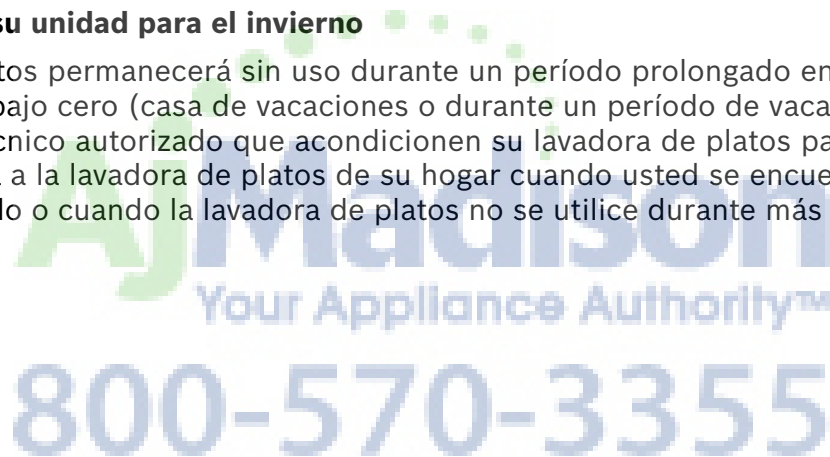 su unidad para el invierno
tos permanecerá sin uso durante un período prolongado en
bajo cero (casa de vacaciones o durante un período de vaca
cnico autorizado que acondicionen su lavadora de platos pa
a la lavadora de platos de su hogar cuando usted se encue
do o cuando la lavadora de platos no se utilice durante más
AjMadison
Your Appliance Authority™
800-570-3355